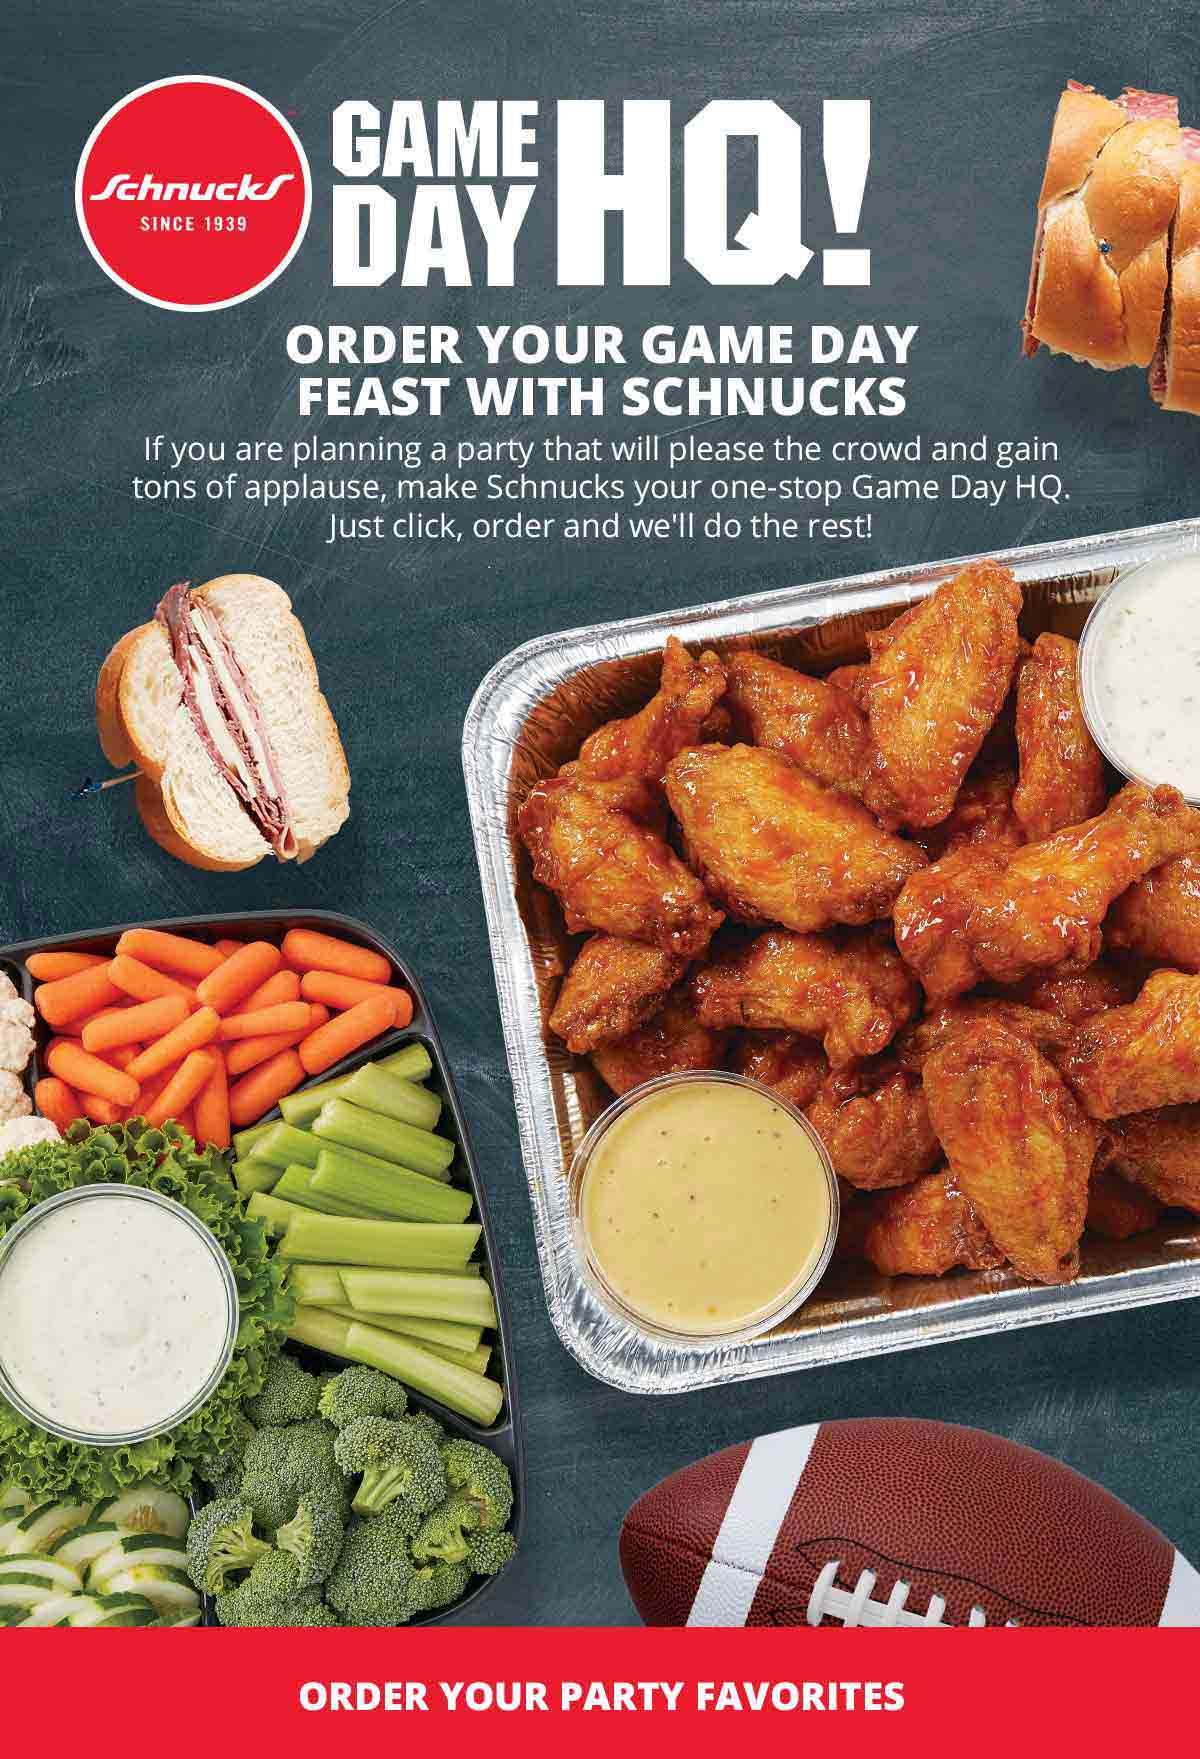 Schnucks
SINCE 1939
GAME
DAY
HQ!
ORDER YOUR GAME DAY
FEAST WITH SCHNUCKS
If you are planning a party that will please the crowd and gain
tons of applause, make Schnucks your one-stop Game Day HQ.
Just click, order and we'll do the rest!
ORDER YOUR PARTY FAVORITES